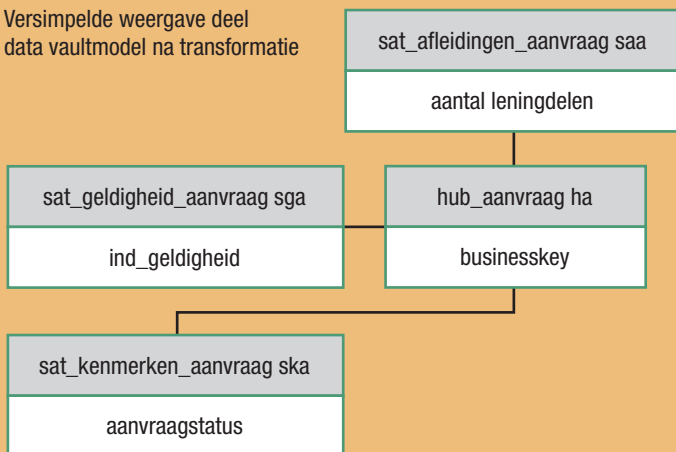 Versimpelde weergave deel
data vaultmodel na transformatie
sat_afleidingen_aanvraag saa
aantal leningdelen
sat_geldigheid_aanvraag sga
ind_geldigheid
hub_aanvraag ha
businesskey
sat_kenmerken_aanvraag ska
aanvraagstatus